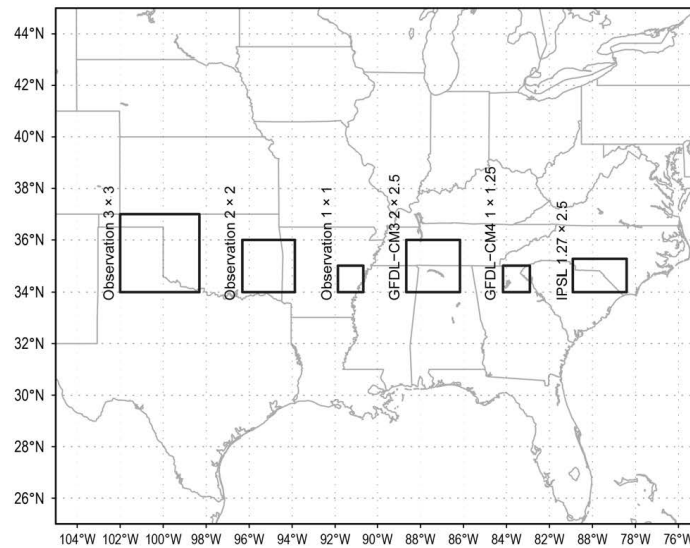 44°N
42°N
40°N
38°N
36°N
34°N
32°N
30°N
28°N
26°N
Observation 3 × 3
Observation 2 × 2
Observation 1 × 1
GFDL−CM3 2 × 2.5
GFDL−CM4 1 × 1.25
IPSL 1.27 × 2.5
104°W 102°W 100°W 98°W 96°W 94°W 92°W 90°W 88°W 86°W 84°W 82°W 80°W 78°W 76°W